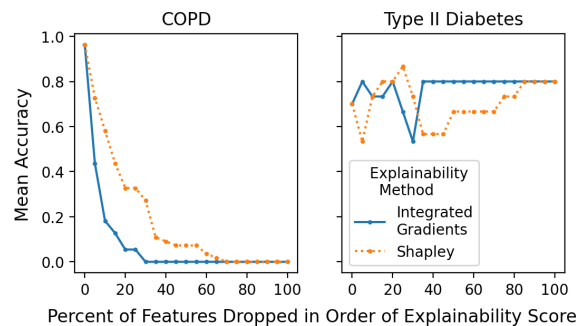 COPD
Type II Diabetes
Mean Accuracy
1.0
0.8
0.6
0.4
0.2
0.0
0 20 40 60 80 100
0 20 40 60 80 100
Explainability
Method
Integrated
Gradients
Shapley
Percent of Features Dropped in Order of Explainability Score